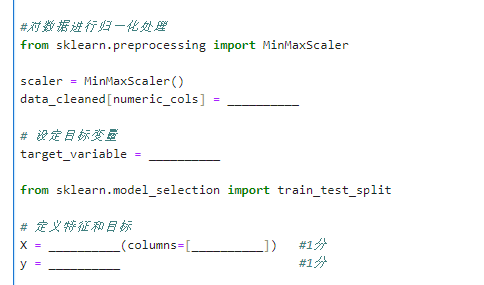 #对数据进行归一化处理
from sklearn.preprocessing import MinMaxScaler
scaler = MinMaxScaler()
data_cleaned[numeric_cols] = __________
# 设定目标变量
target_variable = __________
from sklearn.model_selection import train_test_split
# 定义特征和目标
X = __________(columns=[__________]) #1分
y = __________ #1分